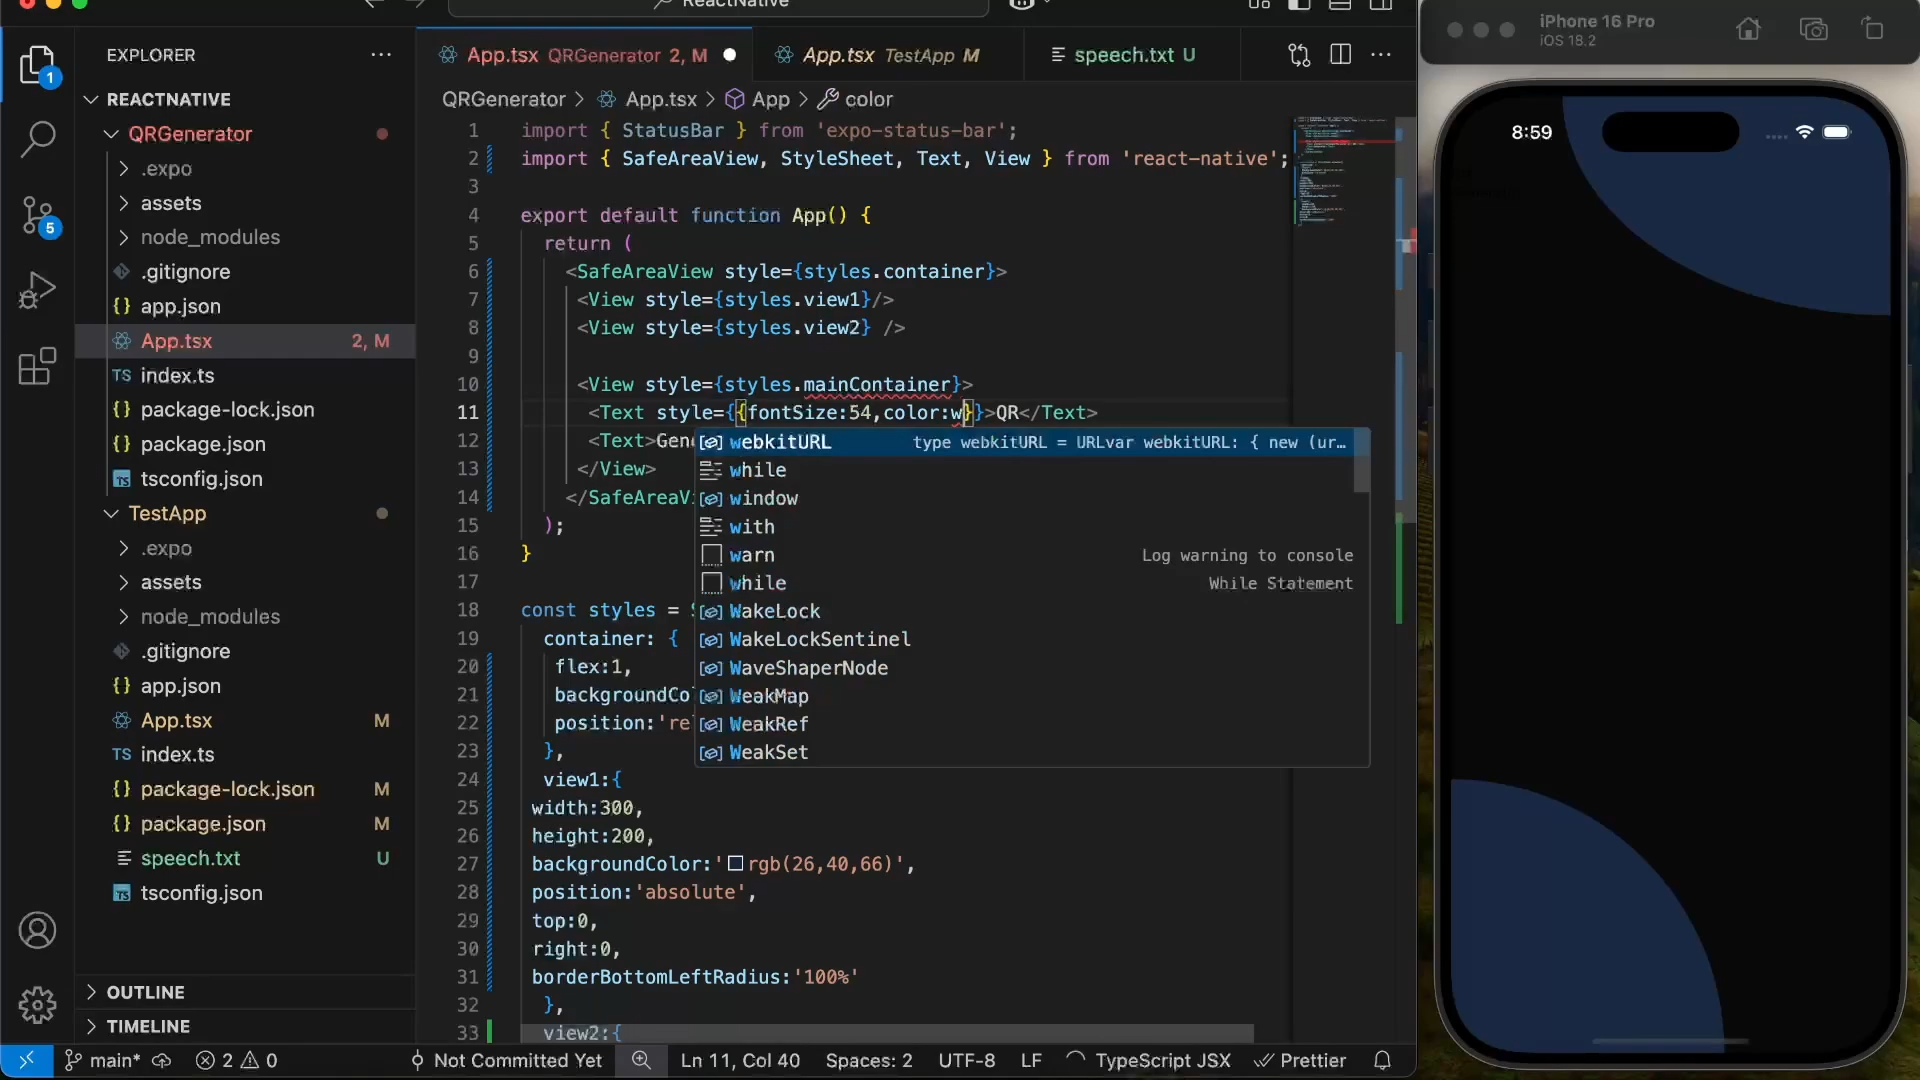 ReactNative
EXPLORER
REACTNATIVE
QRGenerator
.expo
assets
node_modules
.gitignore
app.json
App.tsx 2, M
index.ts
package-lock.json
package.json
tsconfig.json
TestApp
.expo
assets
node_modules
.gitignore
app.json
App.tsx M
index.ts
package-lock.json M
package.json M
speech.txt U
tsconfig.json
OUTLINE
TIMELINE
1
5
App.tsx QRGenerator 2, M
App.tsx TestApp M
speech.txt U
QRGenerator > App.tsx > App > color
1 import { StatusBar } from 'expo-status-bar';
2 import { SafeAreaView, StyleSheet, Text, View } from 'react-native';
3
4 export default function App() {
5 return (
6 <SafeAreaView style={styles.container}>
7 <View style={styles.view1}/>
8 <View style={styles.view2} />
9
10 <View style={styles.mainContainer}>
11 <Text style={{fontSize:54,color:w}}>QR</Text>
12 <Text>Gen
13 </View>
14 </SafeAreaVi
15 );
16 }
17
18 const styles = S
19 container: {
20 flex:1,
21 backgroundCol
22 position:'rel
23 },
24 view1:{
25 width:300,
26 height:200,
27 backgroundColor:'rgb(26,40,66)',
28 position:'absolute',
29 top:0,
30 right:0,
31 borderBottomLeftRadius:'100%'
32 },
33 view2:{
webkitURL type webkitURL = URLvar webkitURL: { new (ur…
while
window
with
warn Log warning to console
while While Statement
WakeLock
WakeLockSentinel
WaveShaperNode
WeakMap
WeakRef
WeakSet
main* 2 0 Not Committed Yet Ln 11, Col 40 Spaces: 2 UTF-8 LF TypeScript JSX Prettier
iPhone 16 Pro
iOS 18.2
8:59